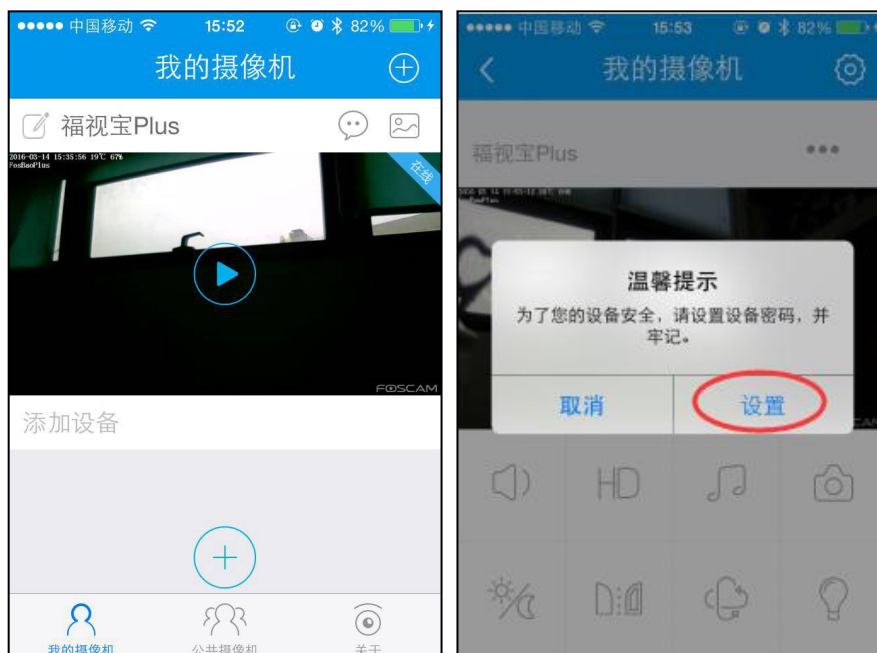 中国移动 15:52 82%
我的摄像机
福视宝Plus
2016-03-14 15:35:56 19℃ 67%
FosBaoPlus
在线
FOSCAM
添加设备
我的摄像机 公共摄像机 关于
中国移动 15:53 82%
我的摄像机
福视宝Plus
温馨提示
为了您的设备安全，请设置设备密码，并
牢记。
取消 设置
HD